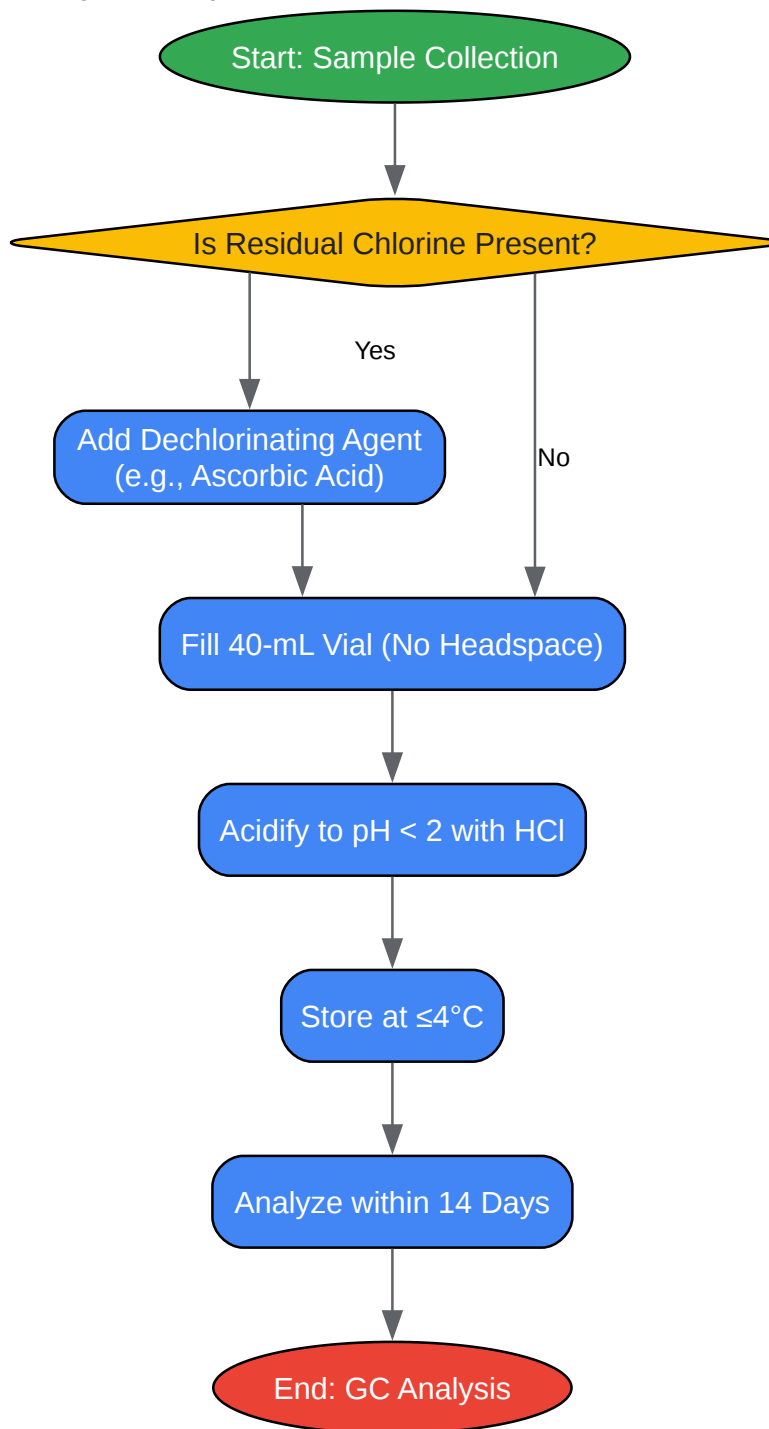 Start: Sample Collection
Is Residual Chlorine Present?
Yes
Add Dechlorinating Agent
(e.g., Ascorbic Acid)
No
Fill 40-mL Vial (No Headspace)
Acidify to pH < 2 with HCl
Store at ≤4°C
Analyze within 14 Days
End: GC Analysis